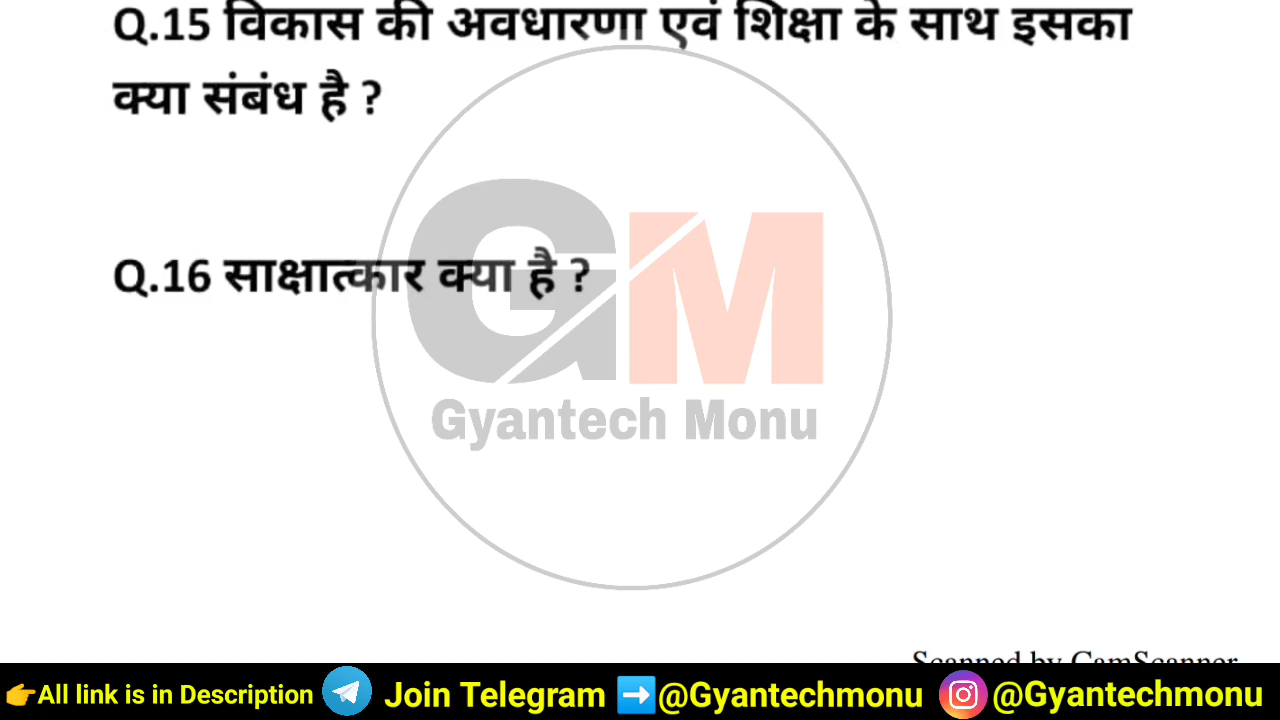 Q.15 विकास की अवधारणा एवं शिक्षा के साथ इसका
क्या संबंध है ?
Q.16 साक्षात्कार क्या है ?
GM
Gyantech Monu
Scanned by CamScanner
👉All link is in Description Join Telegram ➡️@Gyantechmonu @Gyantechmonu